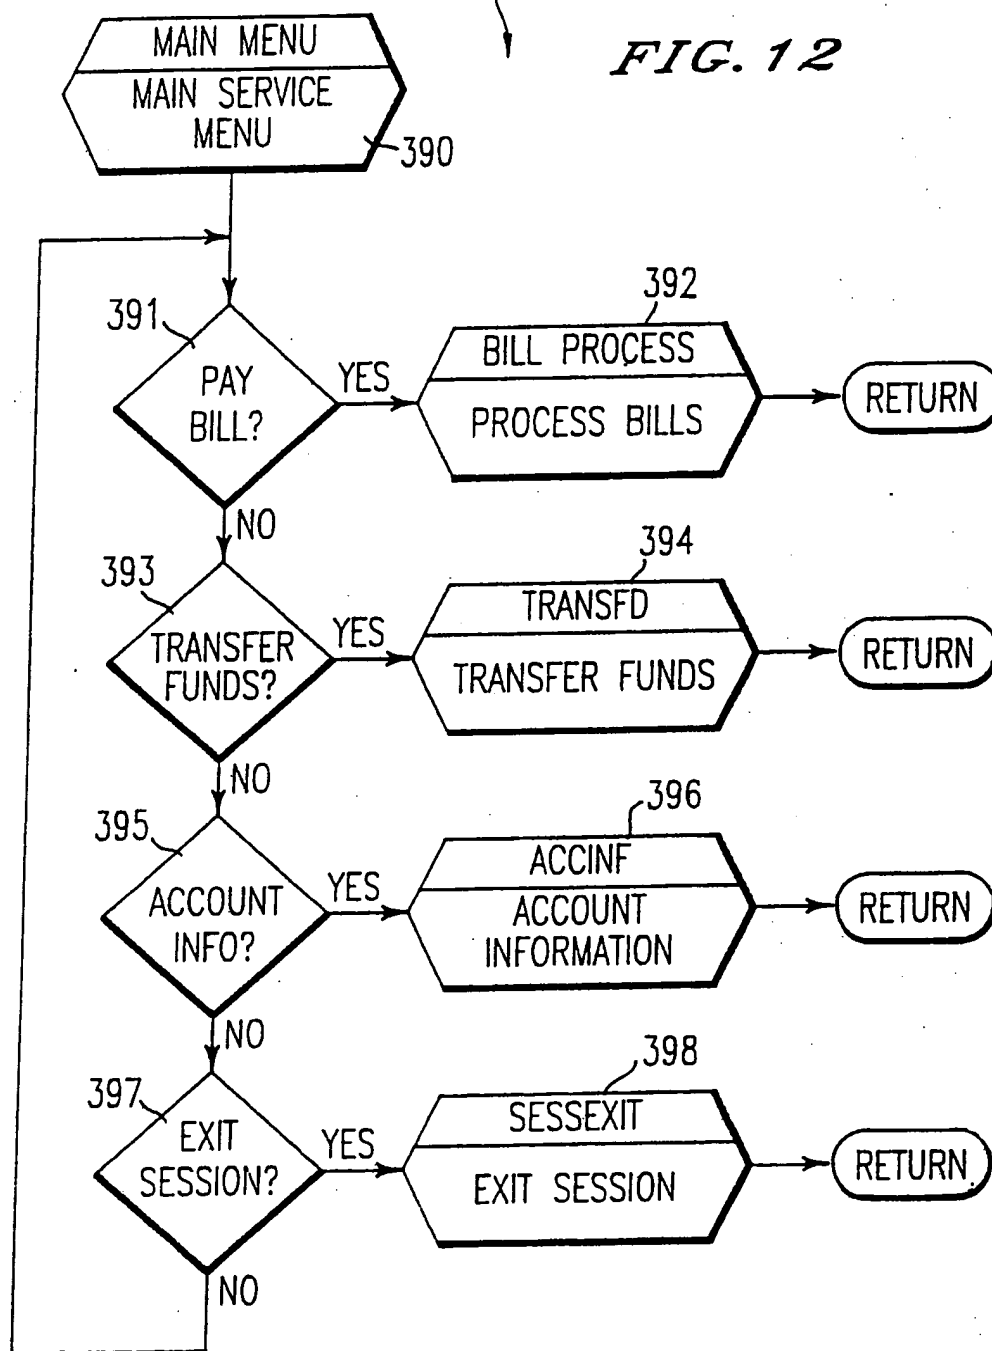 FIG. 12
MAIN MENU
MAIN SERVICE
MENU
390
391
PAY
BILL?
YES
392
BILL PROCESS
PROCESS BILLS
RETURN
NO
393
TRANSFER
FUNDS?
YES
394
TRANSFD
TRANSFER FUNDS
RETURN
NO
395
ACCOUNT
INFO?
YES
396
ACCINF
ACCOUNT
INFORMATION
RETURN
NO
397
EXIT
SESSION?
YES
398
SESSEXIT
EXIT SESSION
RETURN
NO